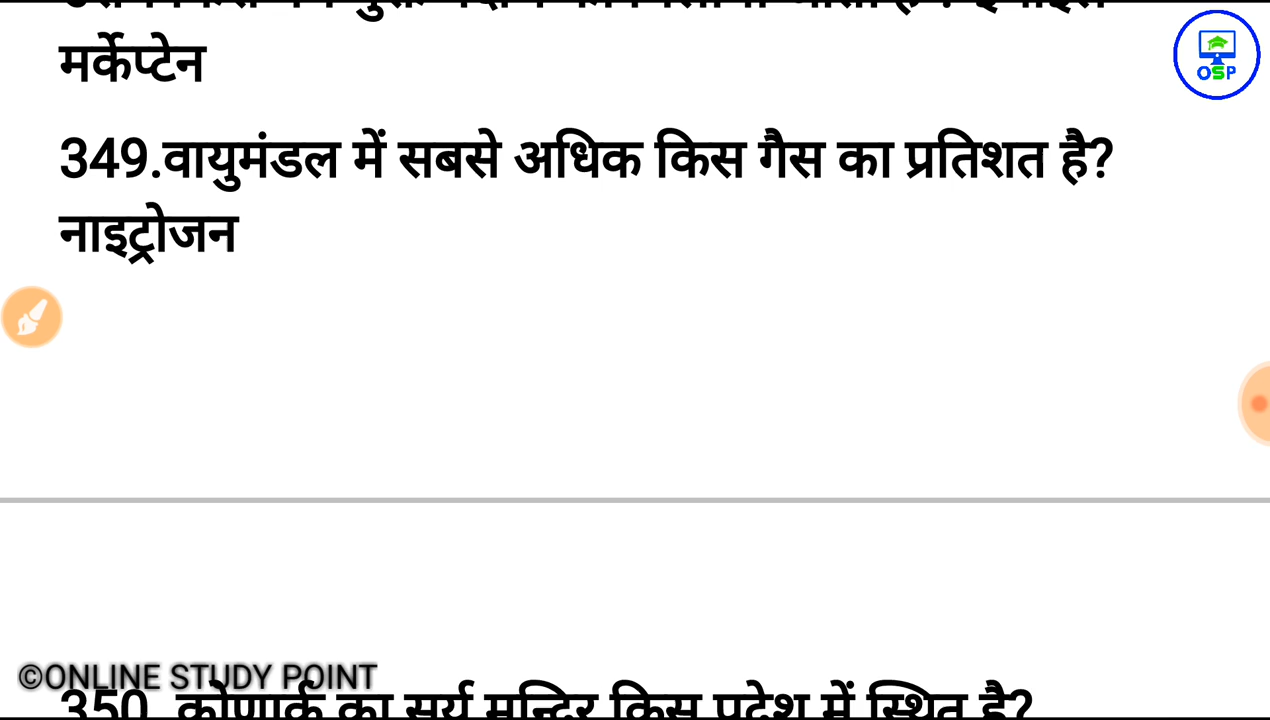 मर्केप्टेन
OSP
349.वायुमंडल में सबसे अधिक किस गैस का प्रतिशत है?
नाइट्रोजन
©ONLINE STUDY POINT
350. कोणार्क का सूर्य मन्दिर किस प्रदेश में स्थित है?